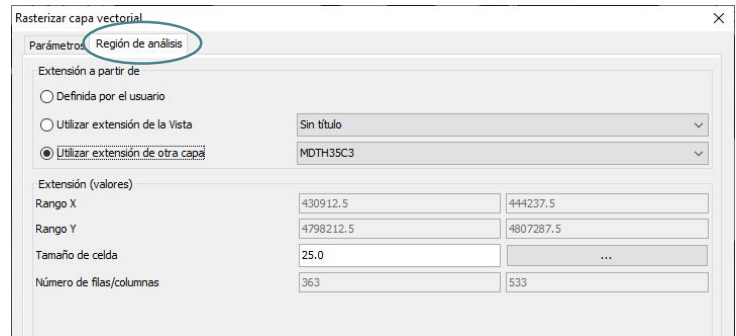 Rasterizar capa vectorial
Parámetros Región de análisis
Extensión a partir de
Definida por el usuario
Utilizar extensión de la Vista Sin título
Utilizar extensión de otra capa MDTH35C3
Extensión (valores)
Rango X 430912.5 444237.5
Rango Y 4798212.5 4807287.5
Tamaño de celda 25.0 ...
Número de filas/columnas 363 533